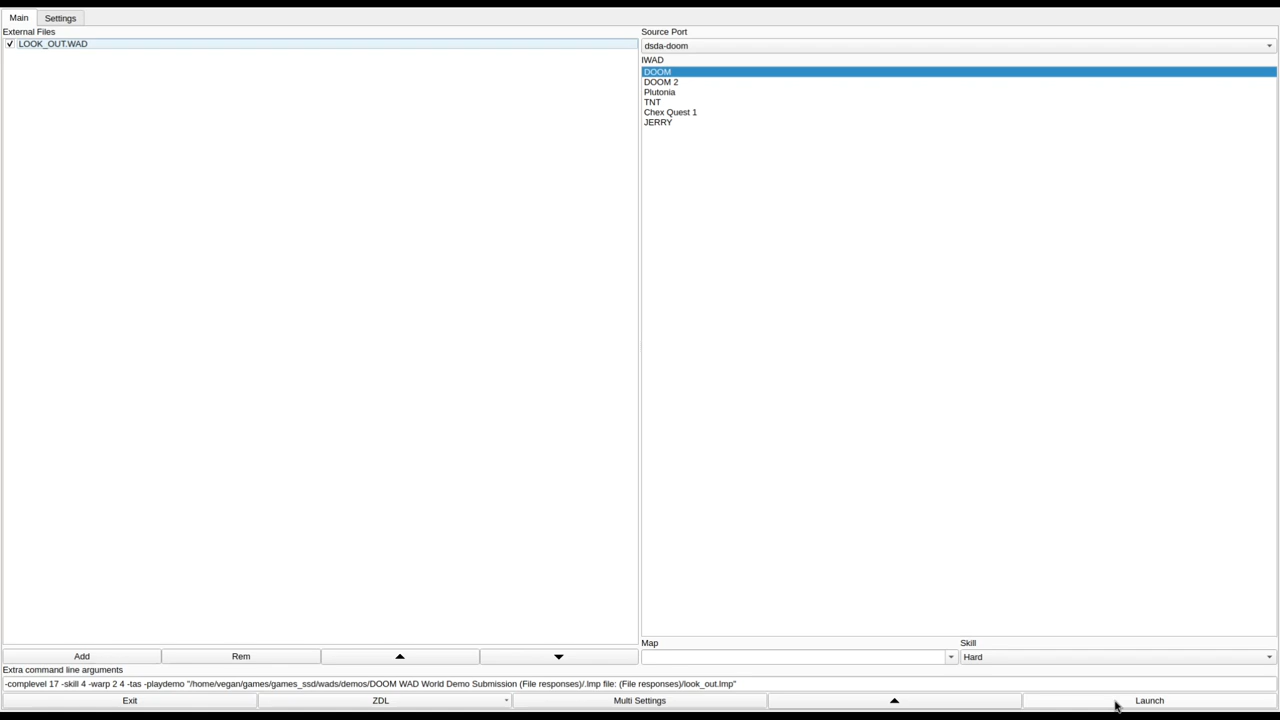 Main Settings
External Files
LOOK_OUT.WAD
Source Port
dsda-doom
IWAD
DOOM
DOOM 2
Plutonia
TNT
Chex Quest 1
JERRY
Map Skill
Hard
Add Rem
Extra command line arguments
-complevel 17 -skill 4 -warp 2 4 -tas -playdemo "/home/vegan/games/games_ssd/wads/demos/DOOM WAD World Demo Submission (File responses)/.lmp file: (File responses)/look_out.lmp"
Exit ZDL Multi Settings Launch